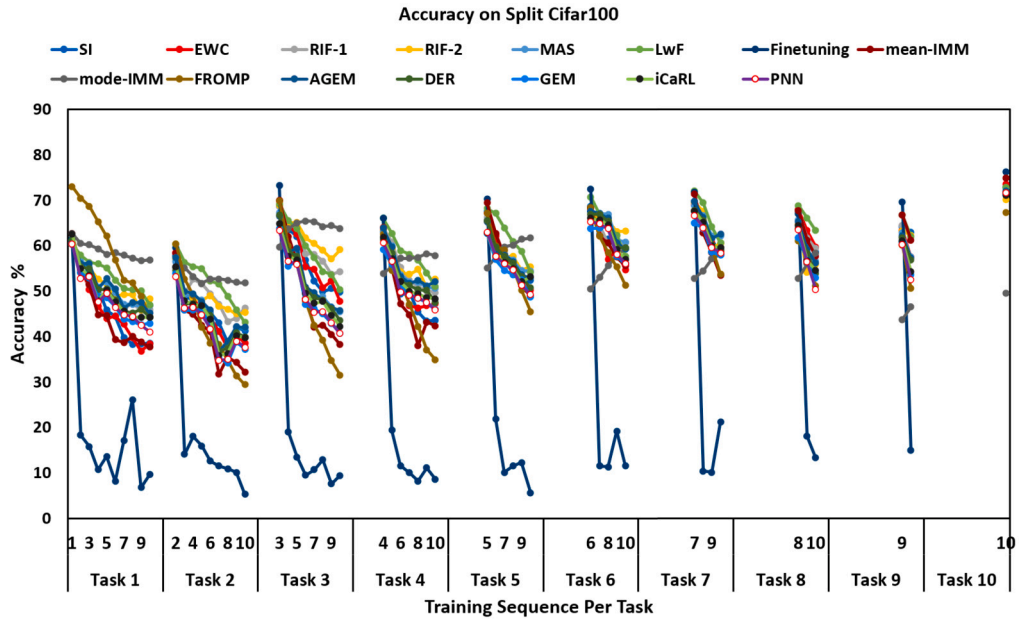 Accuracy on Split Cifar100
SI EWC RIF-1 RIF-2 MAS LwF Finetuning mean-IMM
mode-IMM FROMP AGEM DER GEM iCaRL PNN
90
80
70
60
50
40
30
20
10
0
Accuracy %
1 3 5 7 9 2 4 6 8 10 3 5 7 9 4 6 8 10 5 7 9 6 8 10 7 9 8 10 9 10
Task 1 Task 2 Task 3 Task 4 Task 5 Task 6 Task 7 Task 8 Task 9 Task 10
Training Sequence Per Task